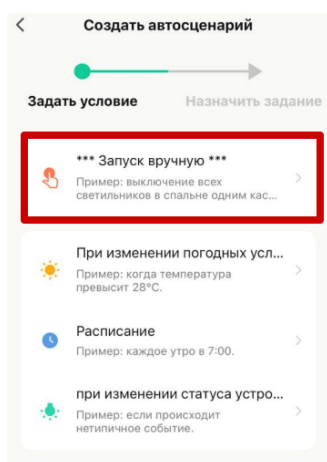 Создать автосценарий
Задать условие Назначить задание
*** Запуск вручную ***
Пример: выключение всех
светильников в спальне одним кас...
При изменении погодных усл...
Пример: когда температура
превысит 28°C.
Расписание
Пример: каждое утро в 7:00.
при изменении статуса устро...
Пример: если происходит
нетипичное событие.